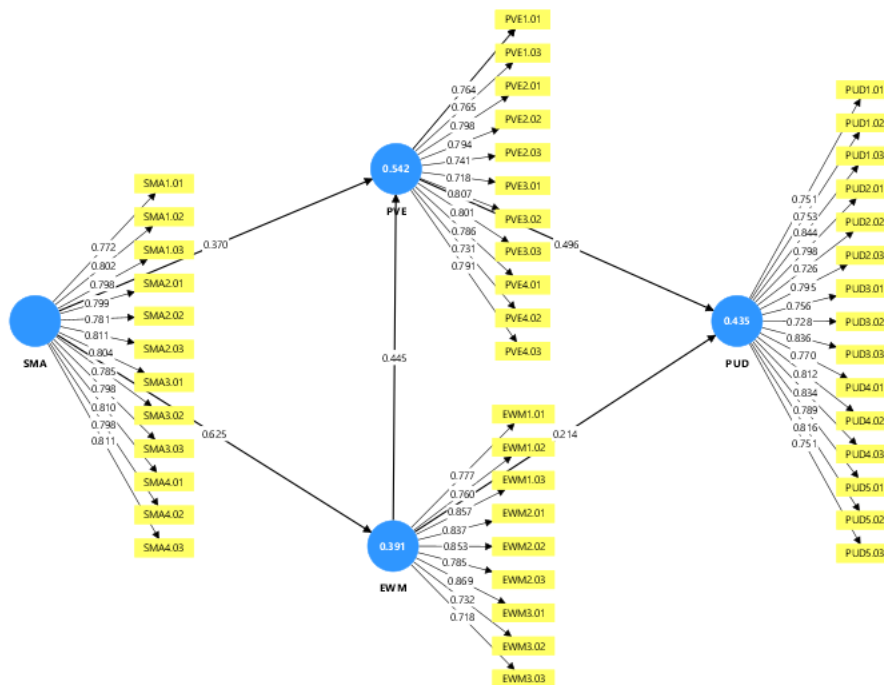 PVE1.01
PVE1.03
PVE2.01
PVE2.02
PVE2.03
PVE3.01
PVE3.02
PVE3.03
PVE4.01
PVE4.02
PVE4.03
0.764
0.765
0.798
0.794
0.741
0.718
0.807
0.801
0.786
0.731
0.791
0.542
PVE
SMA1.01
SMA1.02
SMA1.03
SMA2.01
SMA2.02
SMA2.03
SMA3.01
SMA3.02
SMA3.03
SMA4.01
SMA4.02
SMA4.03
0.772
0.802
0.798
0.799
0.781
0.811
0.804
0.785
0.798
0.810
0.798
0.811
SMA
0.370
0.625
0.445
0.496
0.214
EWM1.01
EWM1.02
EWM1.03
EWM2.01
EWM2.02
EWM2.03
EWM3.01
EWM3.02
EWM3.03
0.777
0.760
0.857
0.837
0.853
0.785
0.869
0.732
0.718
0.391
EWM
PUD1.01
PUD1.02
PUD1.03
PUD2.01
PUD2.02
PUD2.03
PUD3.01
PUD3.02
PUD3.03
PUD4.01
PUD4.02
PUD4.03
PUD5.01
PUD5.02
PUD5.03
0.751
0.753
0.844
0.798
0.726
0.795
0.756
0.728
0.836
0.770
0.812
0.834
0.789
0.816
0.751
0.435
PUD